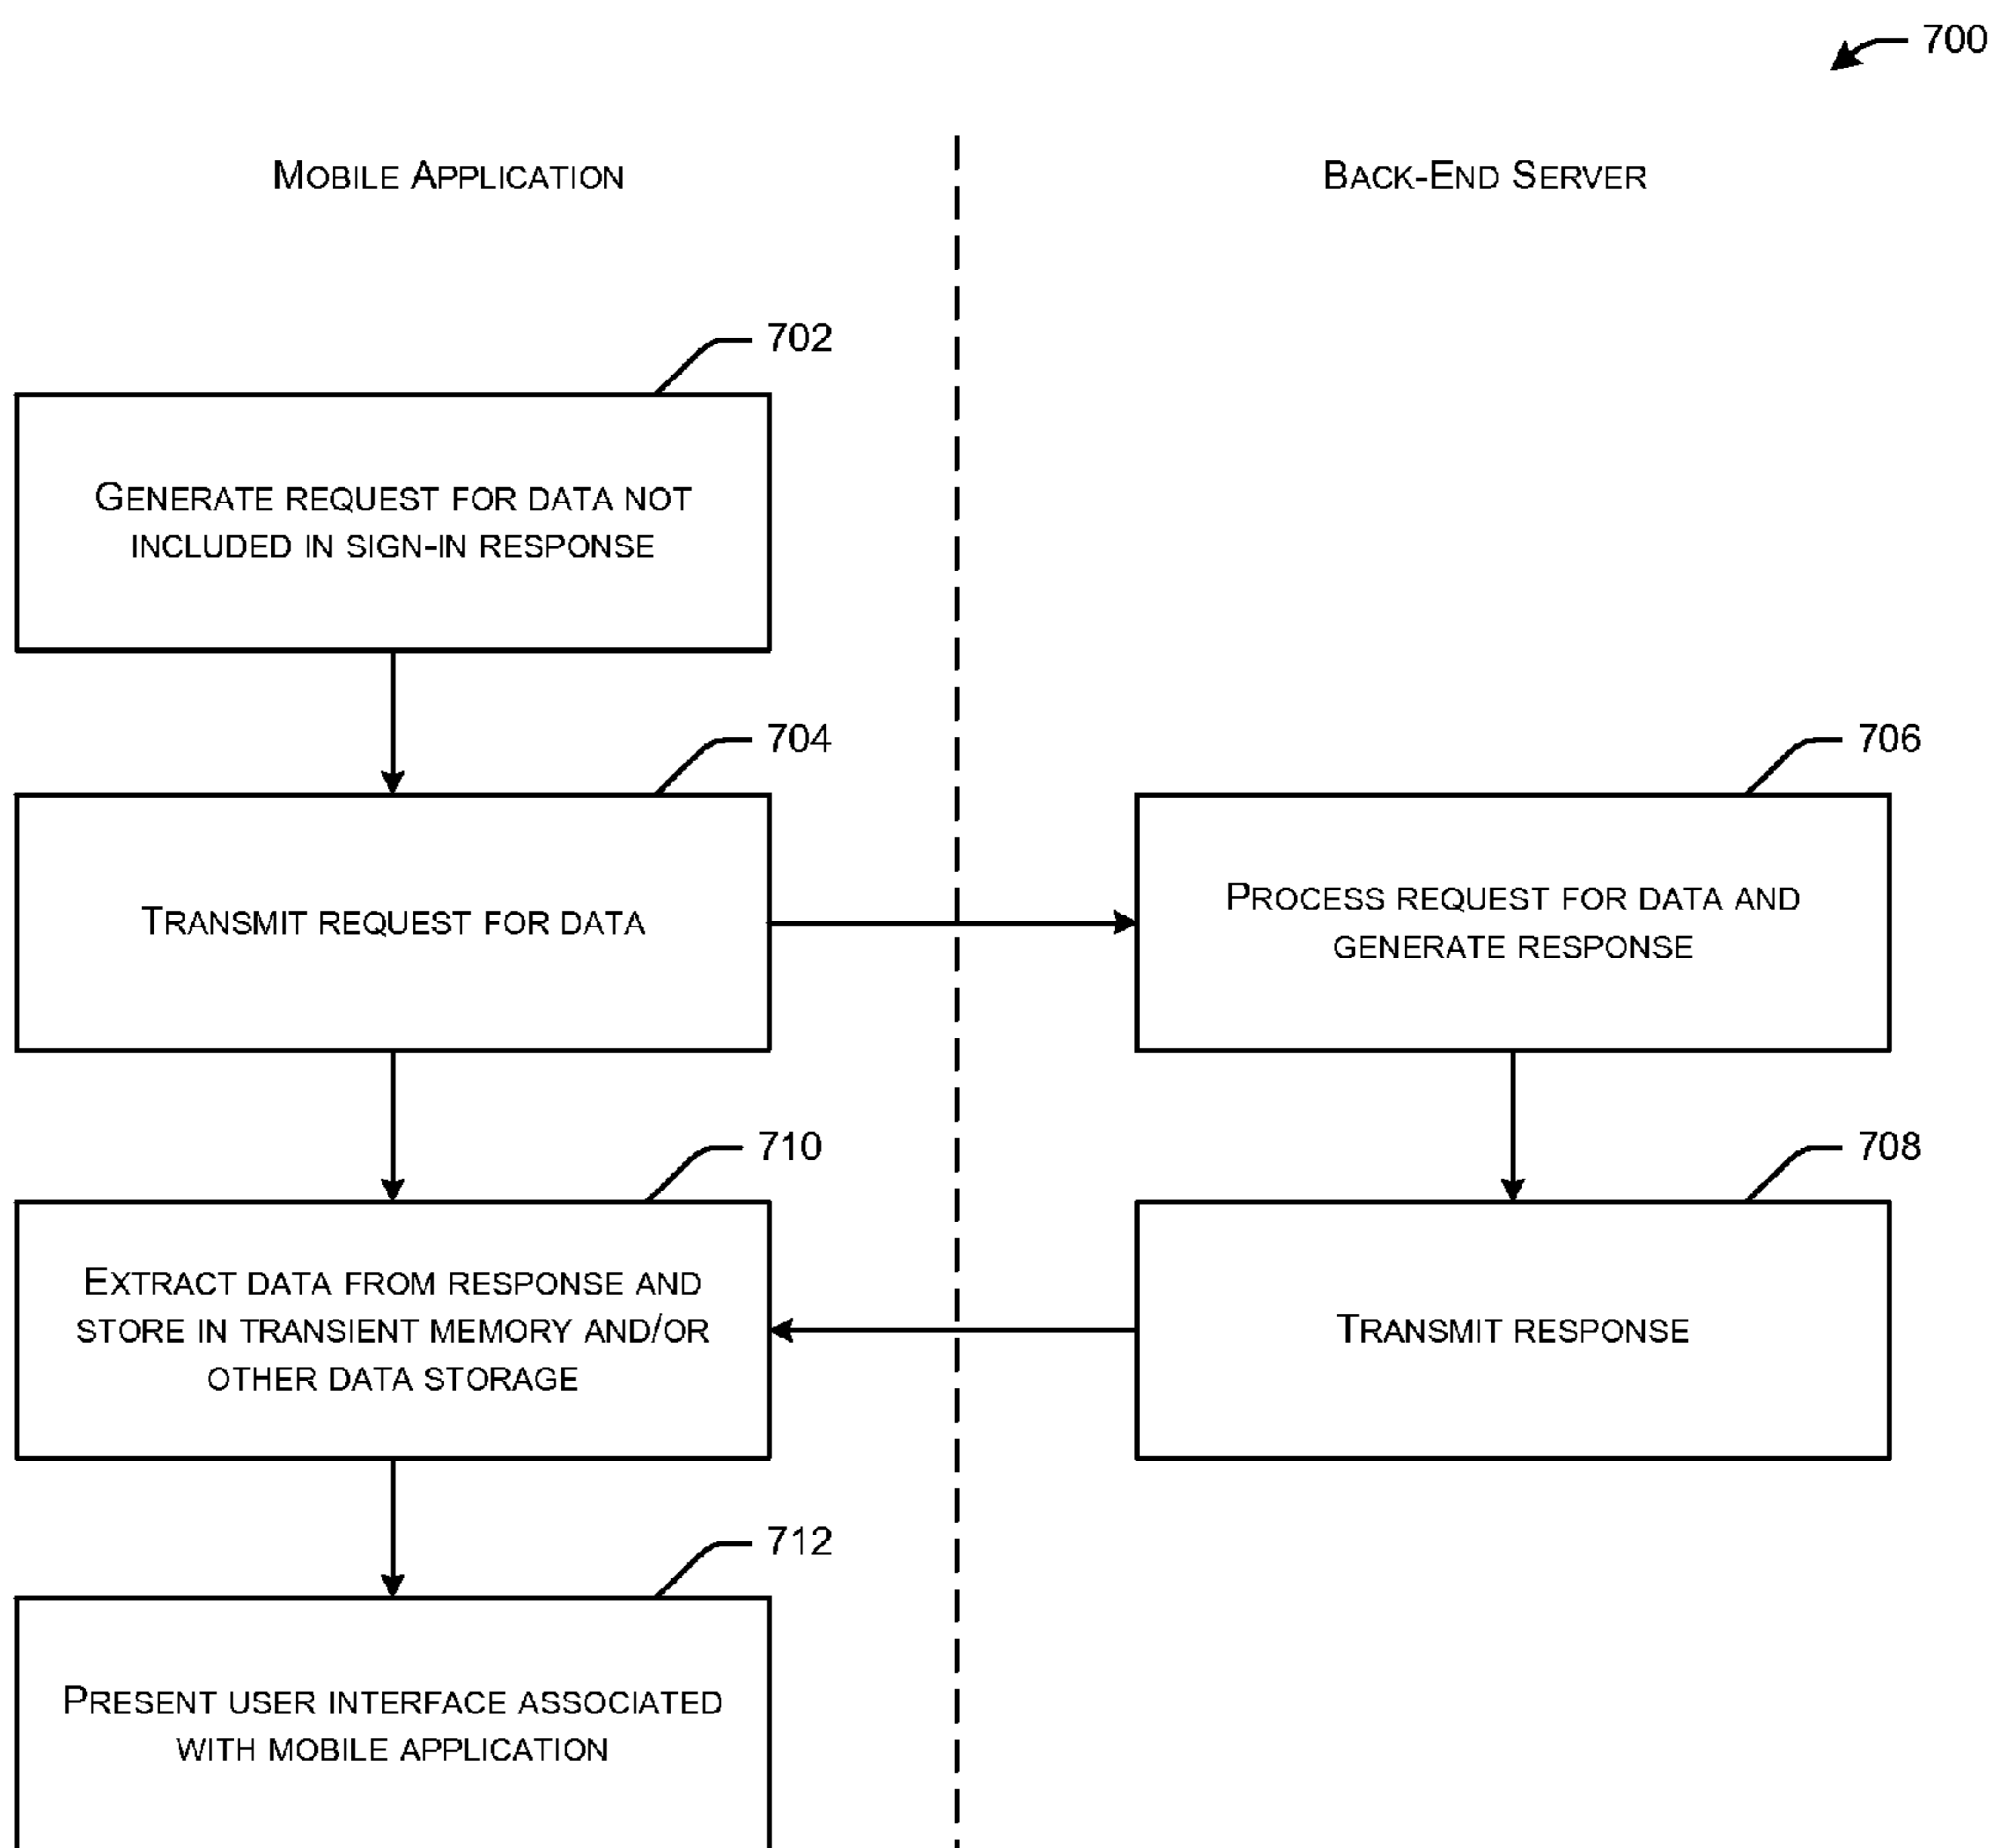 700
MOBILE APPLICATION
BACK-END SERVER
702
GENERATE REQUEST FOR DATA NOT
INCLUDED IN SIGN-IN RESPONSE
704
TRANSMIT REQUEST FOR DATA
706
PROCESS REQUEST FOR DATA AND
GENERATE RESPONSE
710
EXTRACT DATA FROM RESPONSE AND
STORE IN TRANSIENT MEMORY AND/OR
OTHER DATA STORAGE
708
TRANSMIT RESPONSE
712
PRESENT USER INTERFACE ASSOCIATED
WITH MOBILE APPLICATION